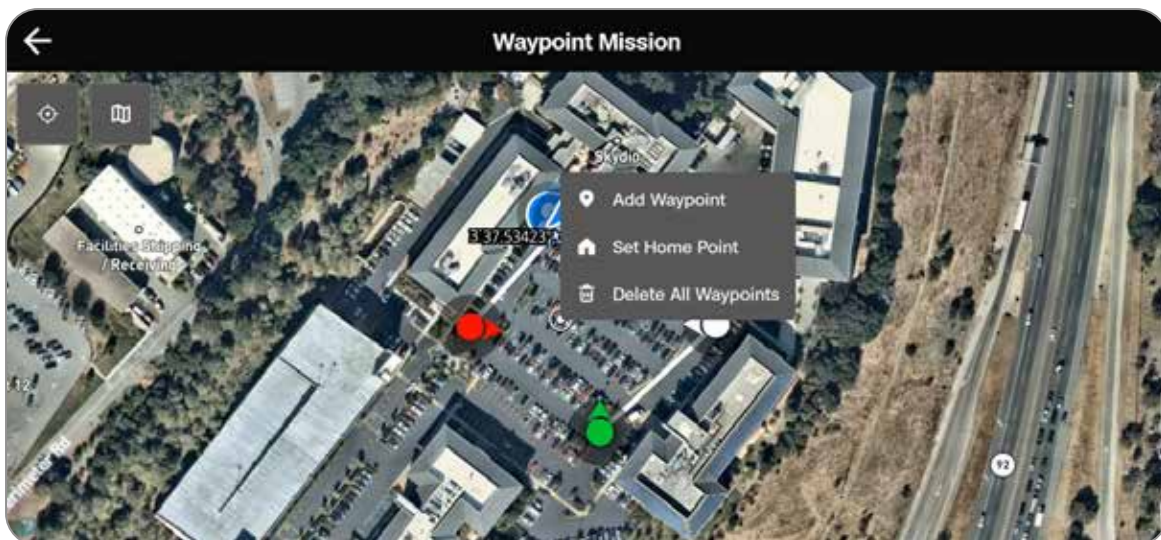 Waypoint Mission
Skydio
Add Waypoint
Facilities Shipping
/ Receiving
Set Home Point
Delete All Waypoints
92